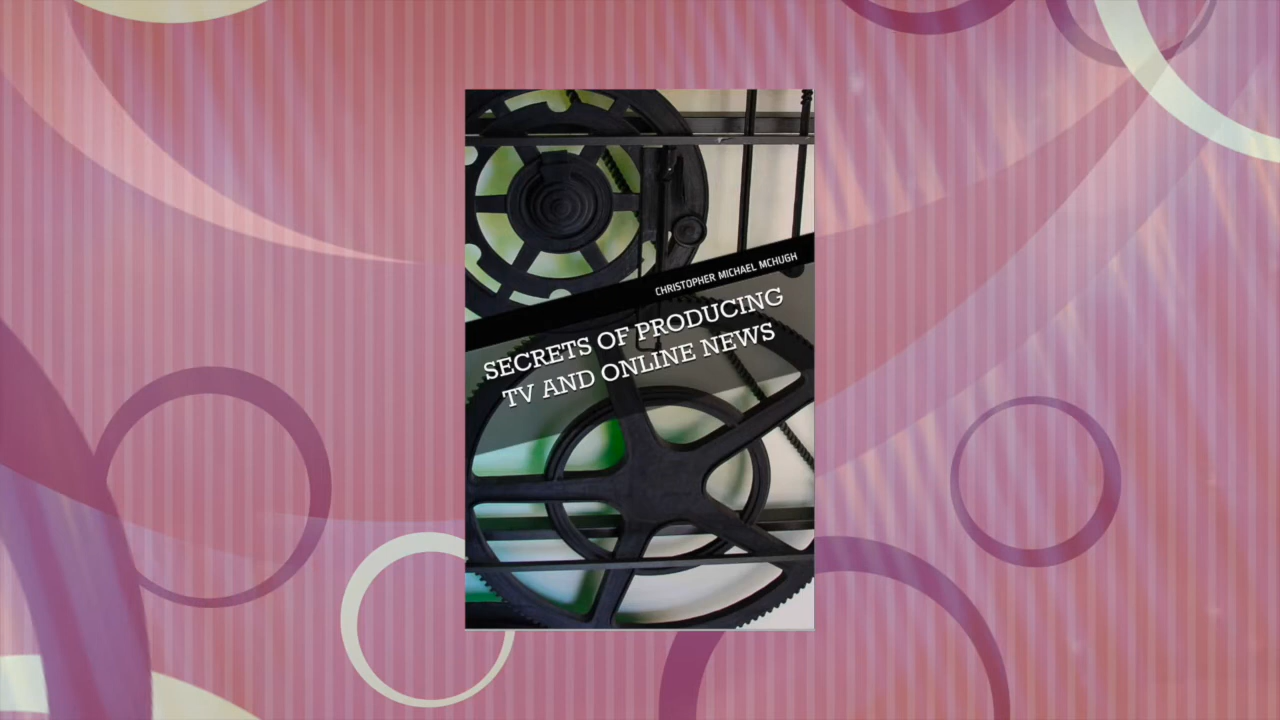 CHRISTOPHER MICHAEL MCHUGH
SECRETS OF PRODUCING
TV AND ONLINE NEWS